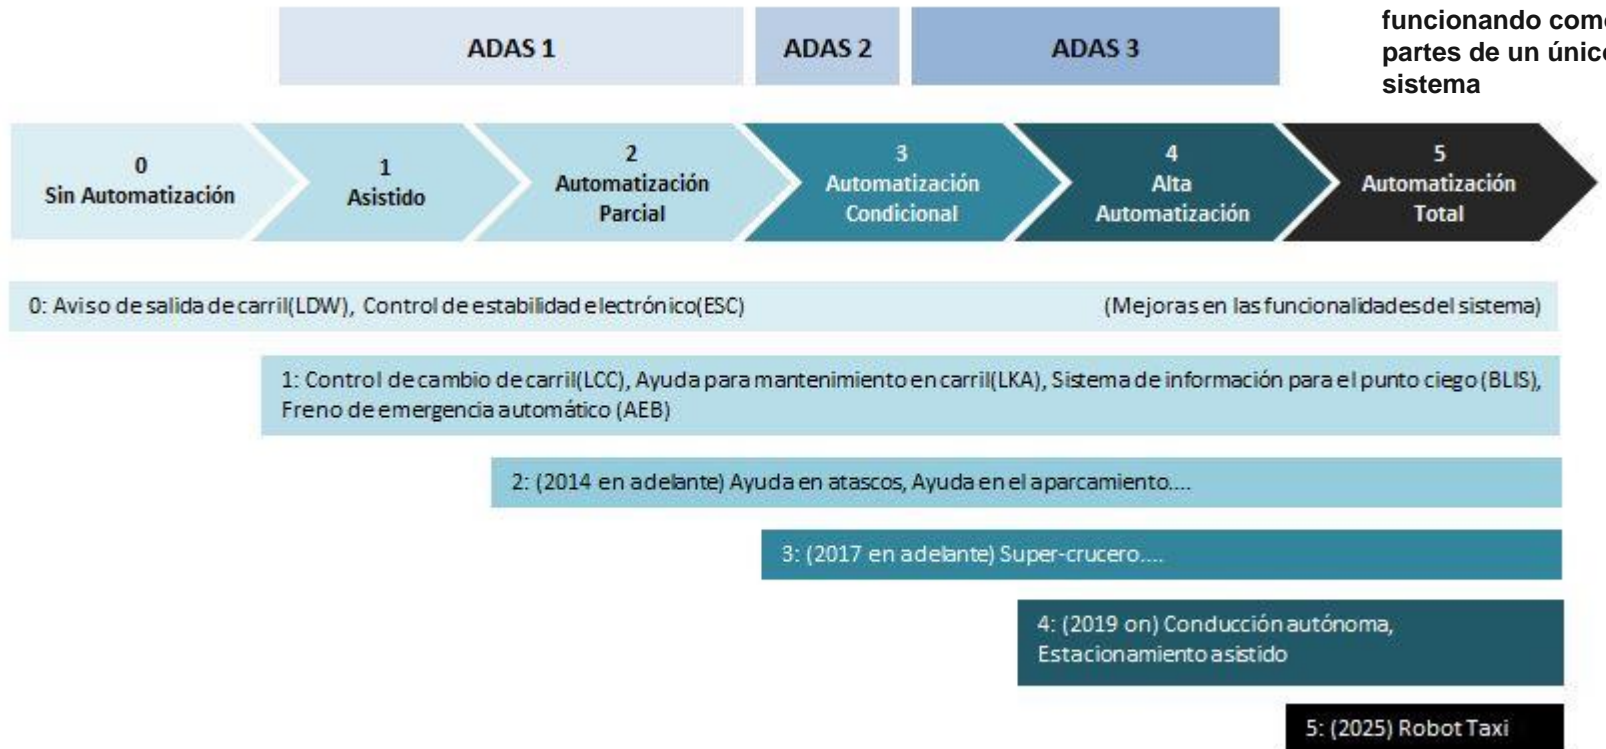 funcionando como
partes de un único
sistema
ADAS 1
ADAS 2
ADAS 3
0
Sin Automatización
1
Asistido
2
Automatización
Parcial
3
Automatización
Condicional
4
Alta
Automatización
5
Automatización
Total
0: Aviso de salida de carril(LDW), Control de estabilidad electrónico(ESC) (Mejoras en las funcionalidades del sistema)
1: Control de cambio de carril(LCC), Ayuda para mantenimiento en carril(LKA), Sistema de información para el punto ciego (BLIS),
Freno de emergencia automático (AEB)
2: (2014 en adelante) Ayuda en atascos, Ayuda en el aparcamiento....
3: (2017 en adelante) Super-crucero....
4: (2019 on) Conducción autónoma,
Estacionamiento asistido
5: (2025) Robot Taxi